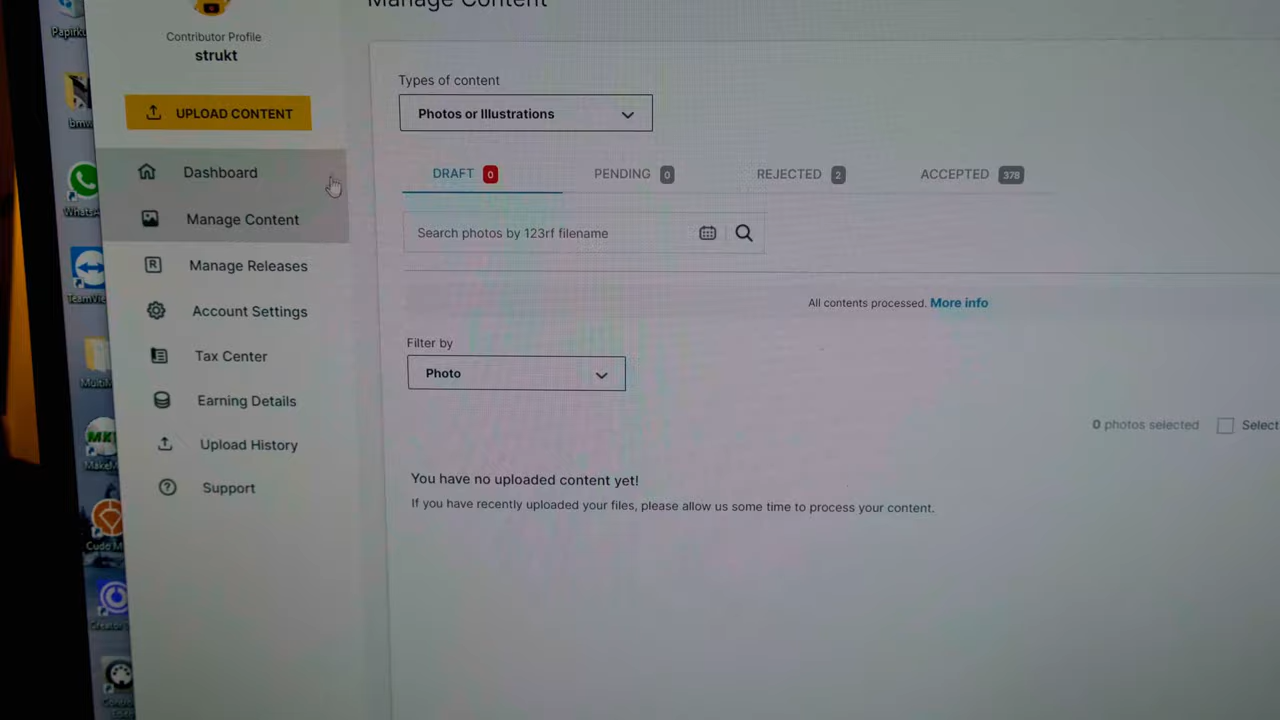 Manage Content
Contributor Profile
strukt
UPLOAD CONTENT
Dashboard
Manage Content
Manage Releases
Account Settings
Tax Center
Earning Details
Upload History
Support
Types of content
Photos or Illustrations
DRAFT 0
PENDING 0
REJECTED 2
ACCEPTED 378
Search photos by 123rf filename
All contents processed. More info
Filter by
Photo
0 photos selected
Select
You have no uploaded content yet!
If you have recently uploaded your files, please allow us some time to process your content.